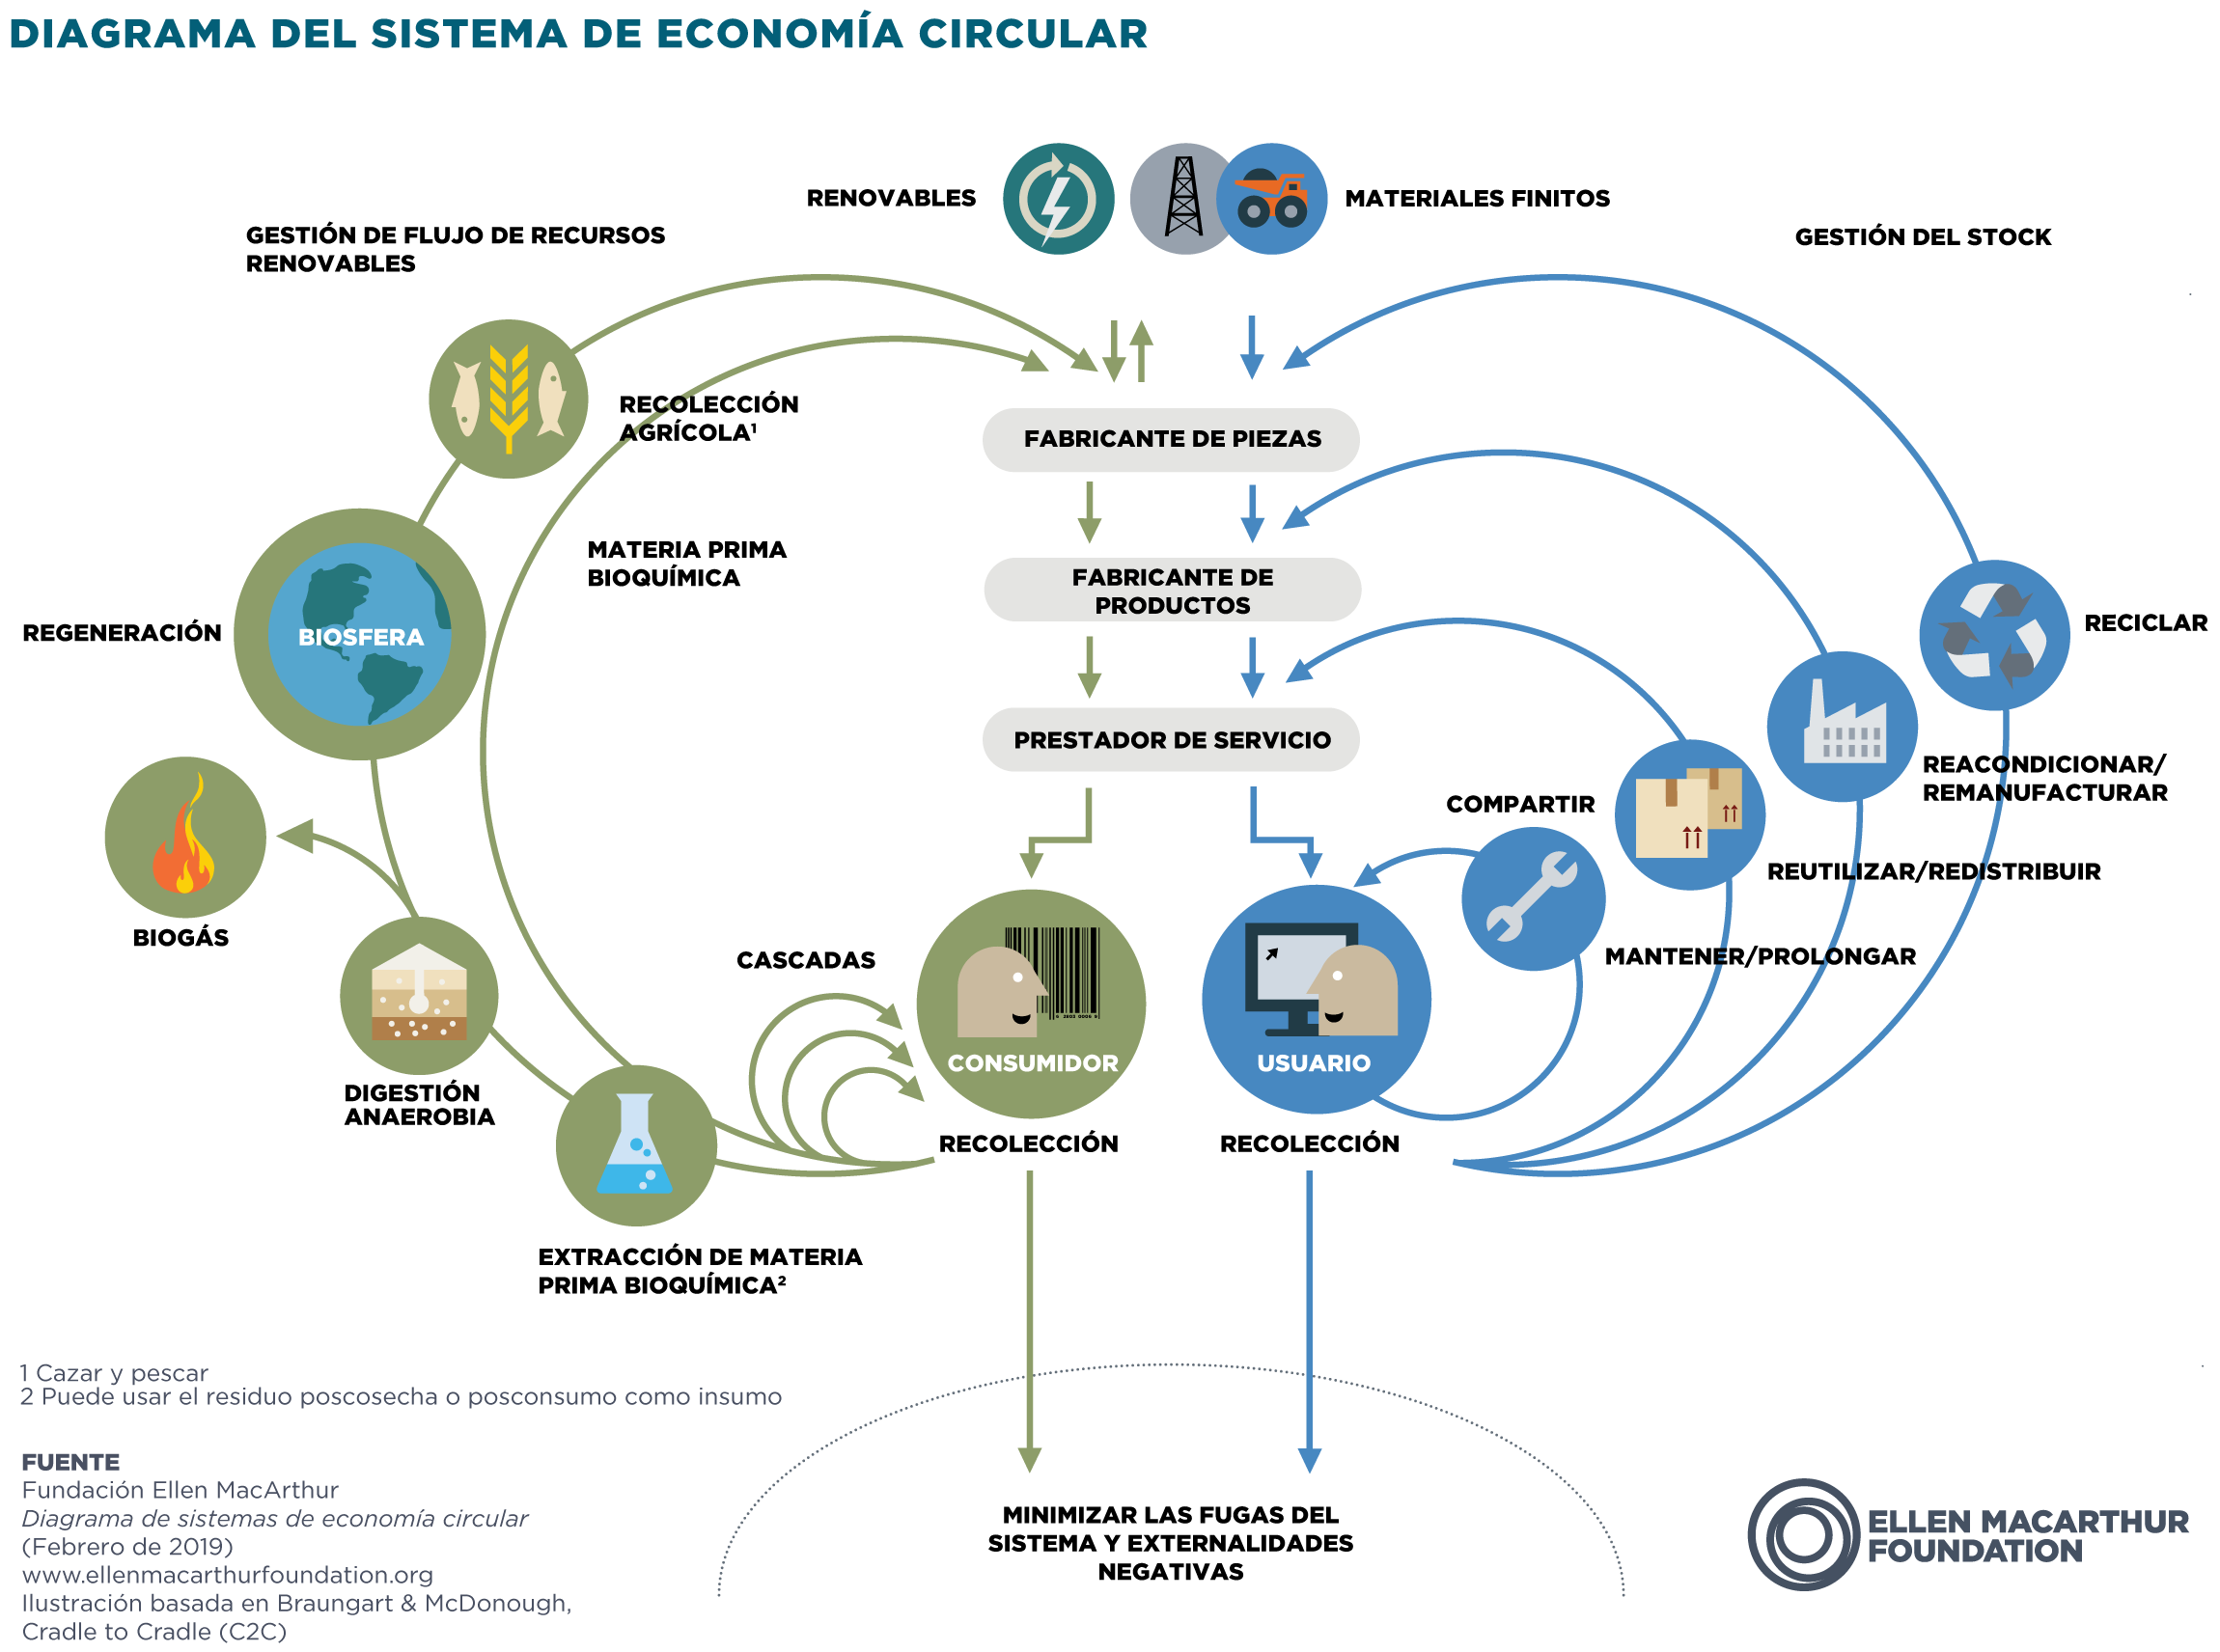 DIAGRAMA DEL SISTEMA DE ECONOMÍA CIRCULAR
RENOVABLES
MATERIALES FINITOS
GESTIÓN DE FLUJO DE RECURSOS
RENOVABLES
GESTIÓN DEL STOCK
RECOLECCIÓN
AGRÍCOLA¹
FABRICANTE DE PIEZAS
MATERIA PRIMA
BIOQUÍMICA
FABRICANTE DE
PRODUCTOS
REGENERACIÓN
BIOSFERA
RECICLAR
PRESTADOR DE SERVICIO
REACONDICIONAR/
REMANUFACTURAR
COMPARTIR
REUTILIZAR/REDISTRIBUIR
BIOGÁS
CASCADAS
MANTENER/PROLONGAR
CONSUMIDOR
USUARIO
DIGESTIÓN
ANAEROBIA
RECOLECCIÓN
RECOLECCIÓN
EXTRACCIÓN DE MATERIA
PRIMA BIOQUÍMICA²
1 Cazar y pescar
2 Puede usar el residuo poscosecha o posconsumo como insumo
FUENTE
Fundación Ellen MacArthur
Diagrama de sistemas de economía circular
(Febrero de 2019)
www.ellenmacarthurfoundation.org
Ilustración basada en Braungart & McDonough,
Cradle to Cradle (C2C)
MINIMIZAR LAS FUGAS DEL
SISTEMA Y EXTERNALIDADES
NEGATIVAS
ELLEN MACARTHUR
FOUNDATION